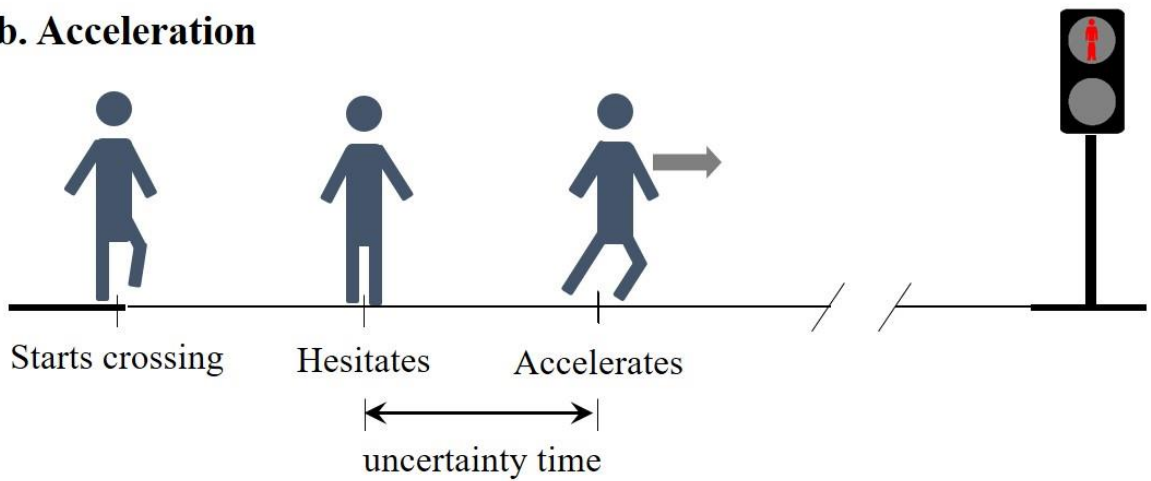 b. Acceleration
Starts crossing
Hesitates
Accelerates
uncertainty time